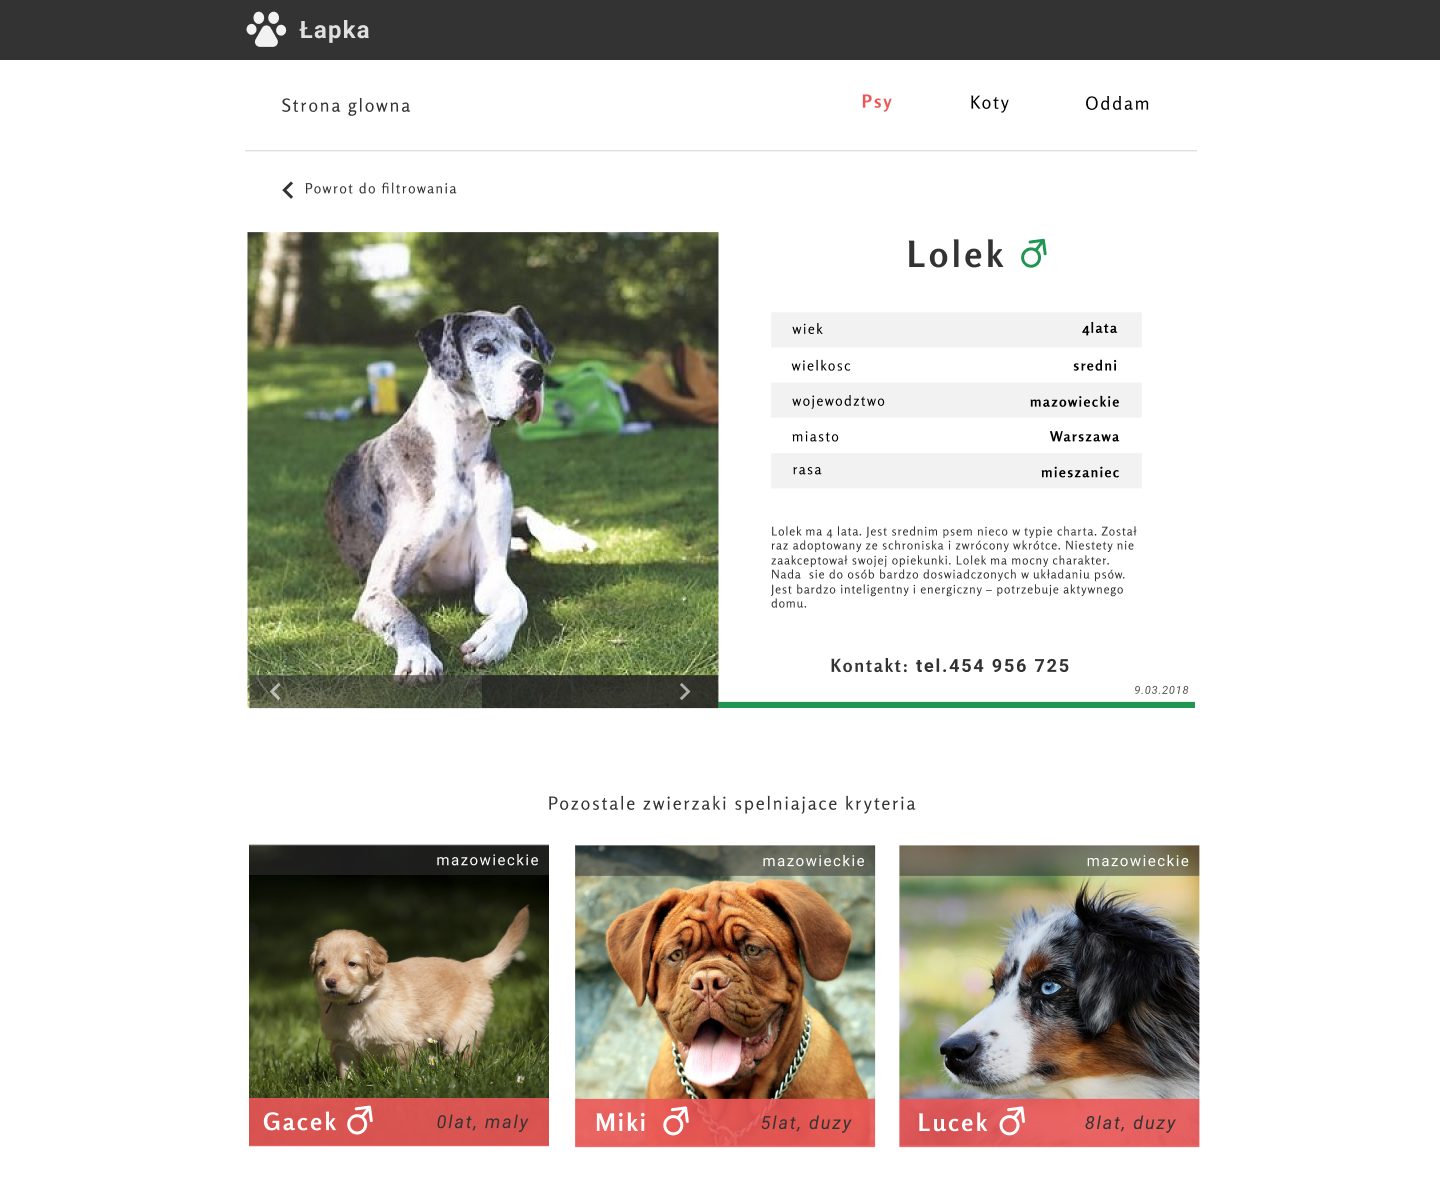 Łapka
Strona glowna
Psy
Koty
Oddam
Powrot do filtrowania
Lolek
wiek 4lata
wielkosc sredni
wojewodztwo mazowieckie
miasto Warszawa
rasa mieszaniec
Lolek ma 4 lata. Jest srednim psem nieco w typie charta. Został
raz adoptowany ze schroniska i zwrócony wkrótce. Niestety nie
zaakceptował swojej opiekunki. Lolek ma mocny charakter.
Nada  sie do osób bardzo doswiadczonych w układaniu psów.
Jest bardzo inteligentny i energiczny – potrzebuje aktywnego
domu.
Kontakt: tel.454 956 725
9.03.2018
Pozostale zwierzaki spelniajace kryteria
mazowieckie
Gacek 0lat, maly
mazowieckie
Miki 5lat, duzy
mazowieckie
Lucek 8lat, duzy